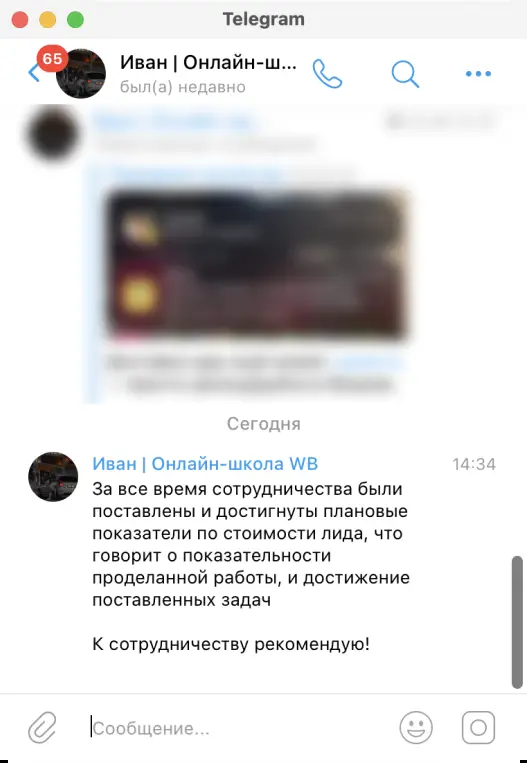 Telegram
65
Иван | Онлайн-ш...
был(а) недавно
Сегодня
Иван | Онлайн-школа WB
14:34
За все время сотрудничества были
поставлены и достигнуты плановые
показатели по стоимости лида, что
говорит о показательности
проделанной работы, и достижение
поставленных задач
К сотрудничеству рекомендую!
Сообщение...